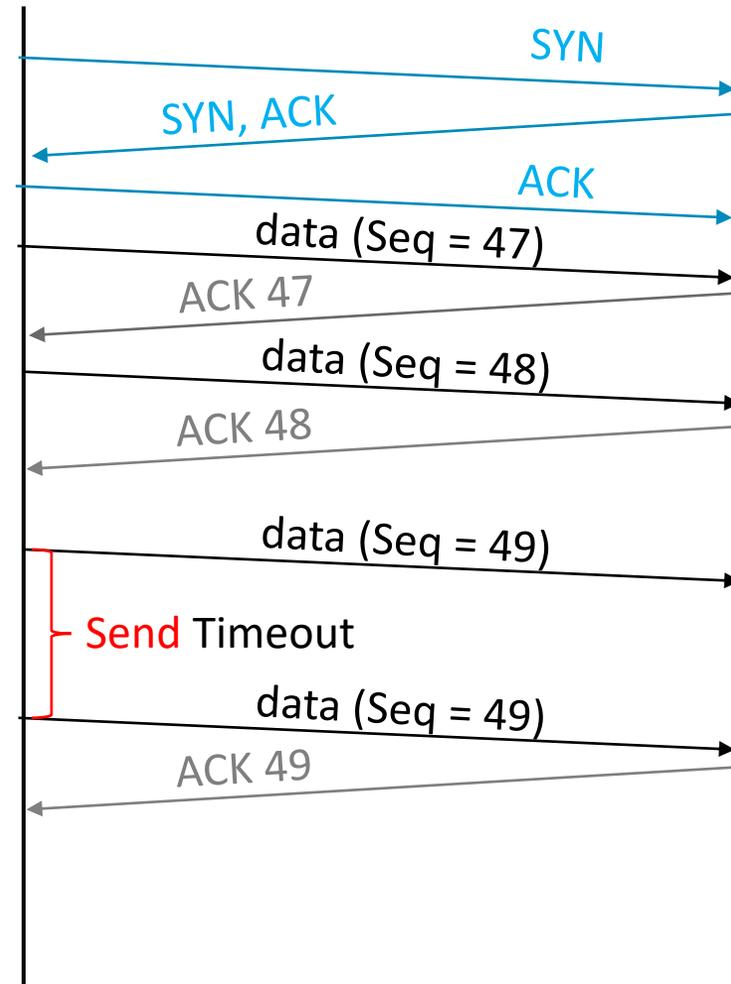 SYN
SYN, ACK
ACK
data (Seq = 47)
ACK 47
data (Seq = 48)
ACK 48
data (Seq = 49)
Send Timeout
data (Seq = 49)
ACK 49